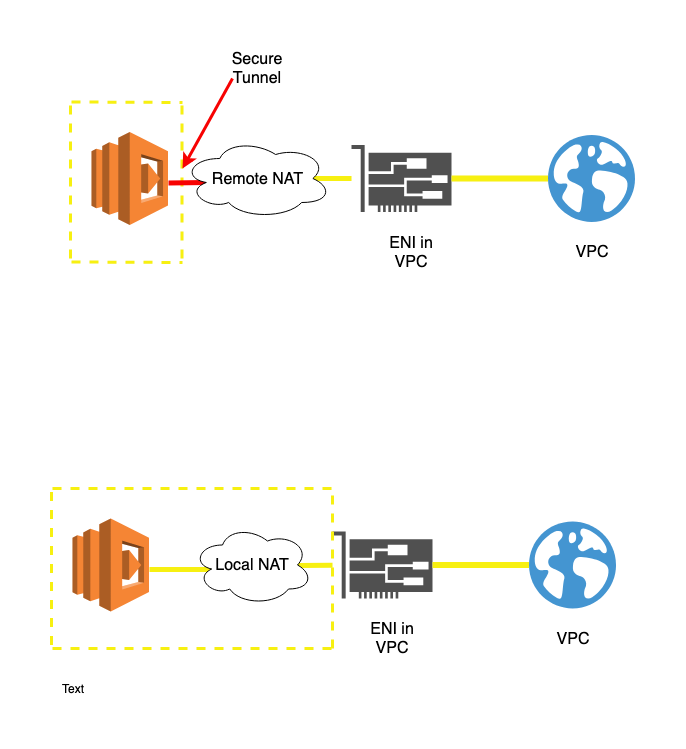 Secure
Tunnel
Remote NAT
ENI in
VPC
VPC
Local NAT
ENI in
VPC
VPC
Text